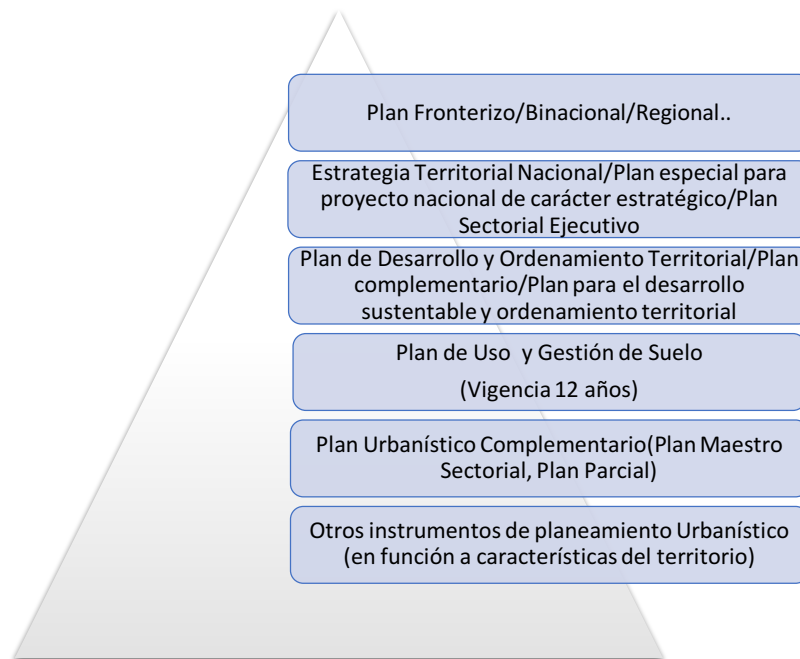 Plan Fronterizo/Binacional/Regional..
Estrategia Territorial Nacional/Plan especial para
proyecto nacional de carácter estratégico/Plan
Sectorial Ejecutivo
Plan de Desarrollo y Ordenamiento Territorial/Plan
complementario/Plan para el desarrollo
sustentable y ordenamiento territorial
Plan de Uso y Gestión de Suelo
(Vigencia 12 años)
Plan Urbanístico Complementario(Plan Maestro
Sectorial, Plan Parcial)
Otros instrumentos de planeamiento Urbanístico
(en función a características del territorio)